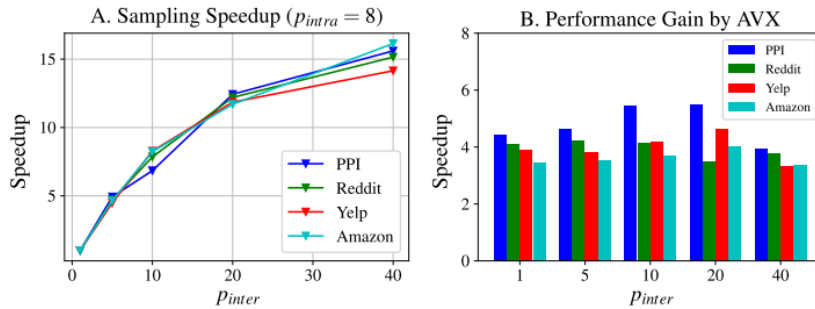 A. Sampling Speedup (p_intra = 8)
Speedup
15
10
5
0
10
20
30
40
p_inter
PPI
Reddit
Yelp
Amazon
B. Performance Gain by AVX
Speedup
8
6
4
2
0
1
5
10
20
40
p_inter
PPI
Reddit
Yelp
Amazon